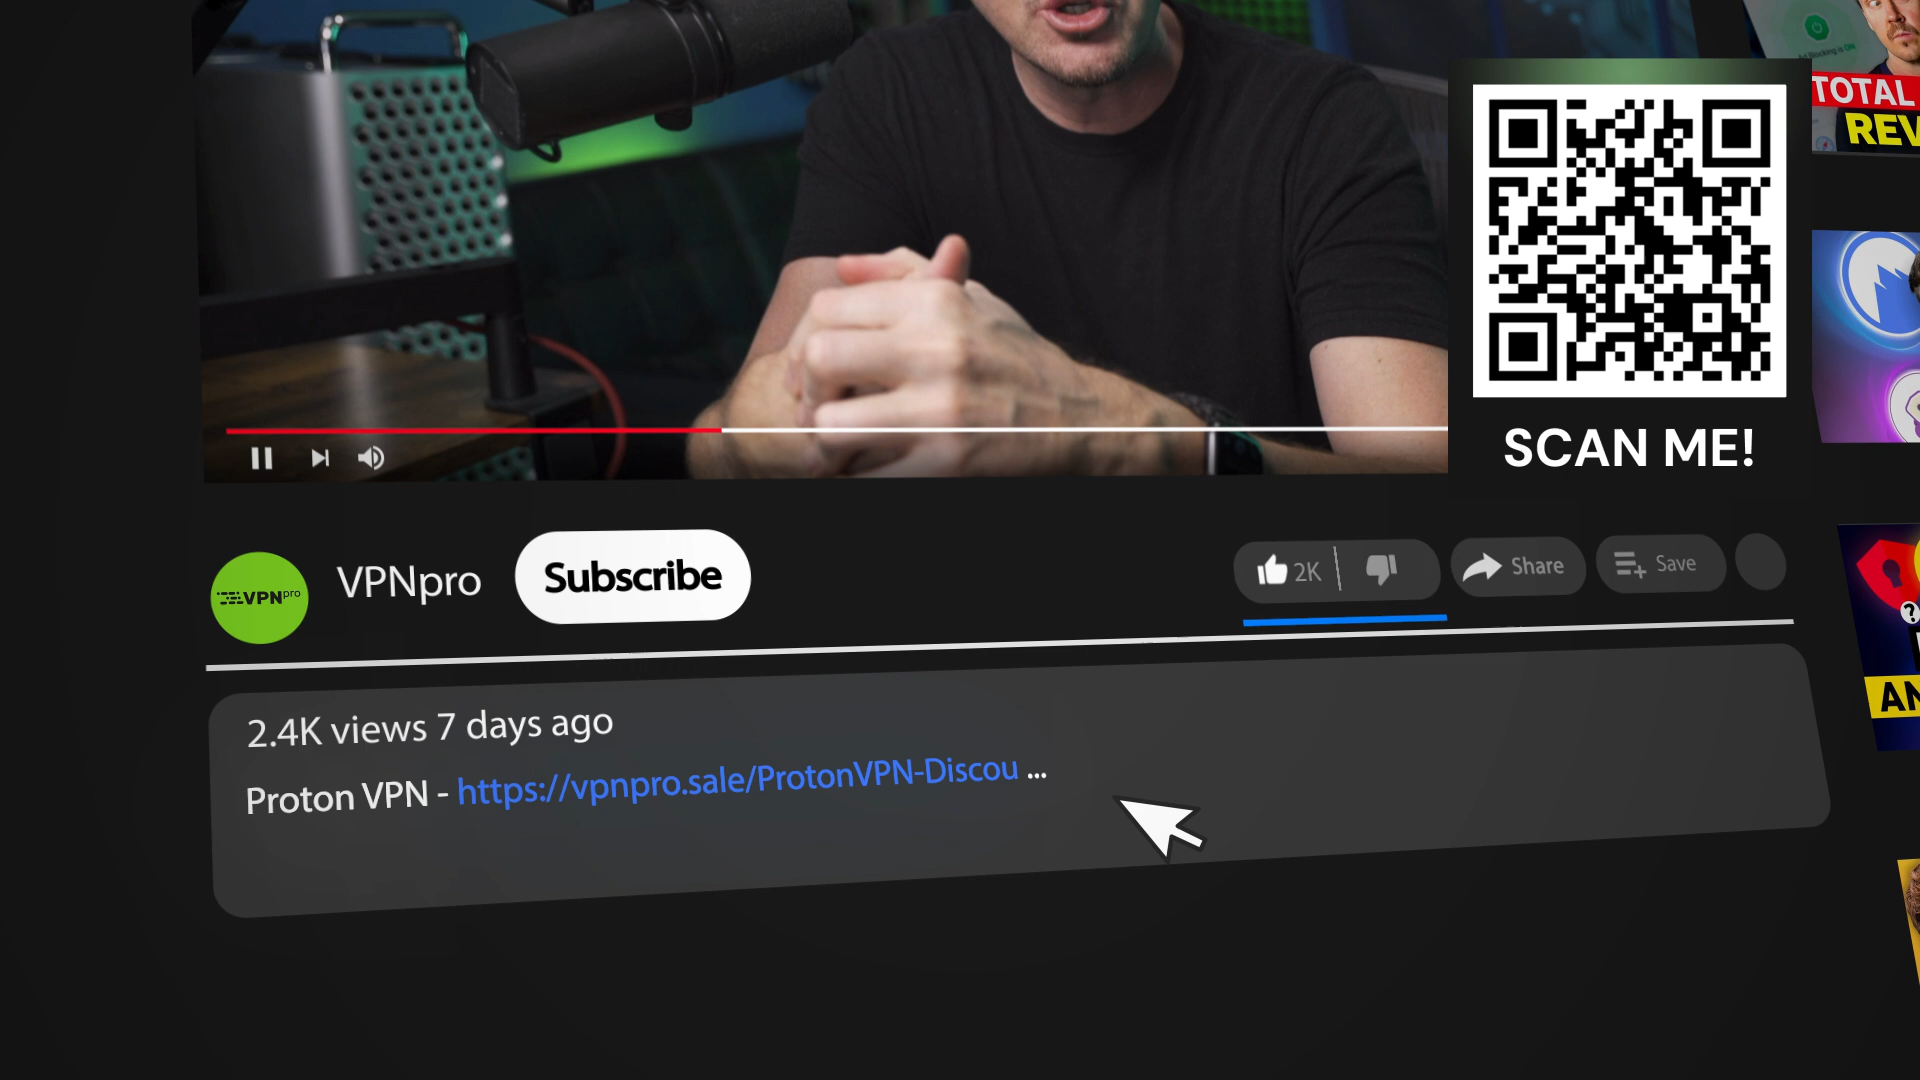 TOTAL
REV
SCAN ME!
VPNpro
VPNpro
Subscribe
2K
Share
Save
2.4K views 7 days ago
Proton VPN - https://vpnpro.sale/ProtonVPN-Discou ...
?
AN